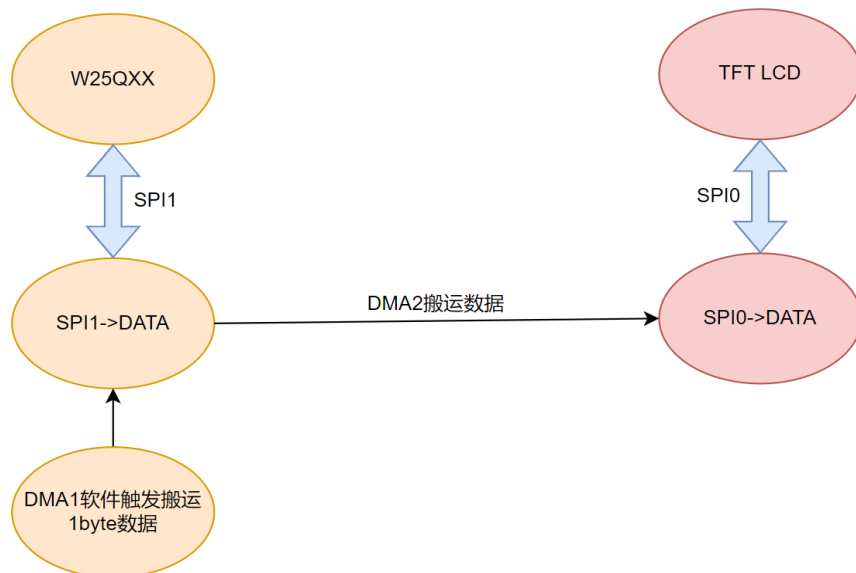 W25QXX
TFT LCD
SPI1
SPI0
DMA2搬运数据
SPI1->DATA
SPI0->DATA
DMA1软件触发搬运
1byte数据